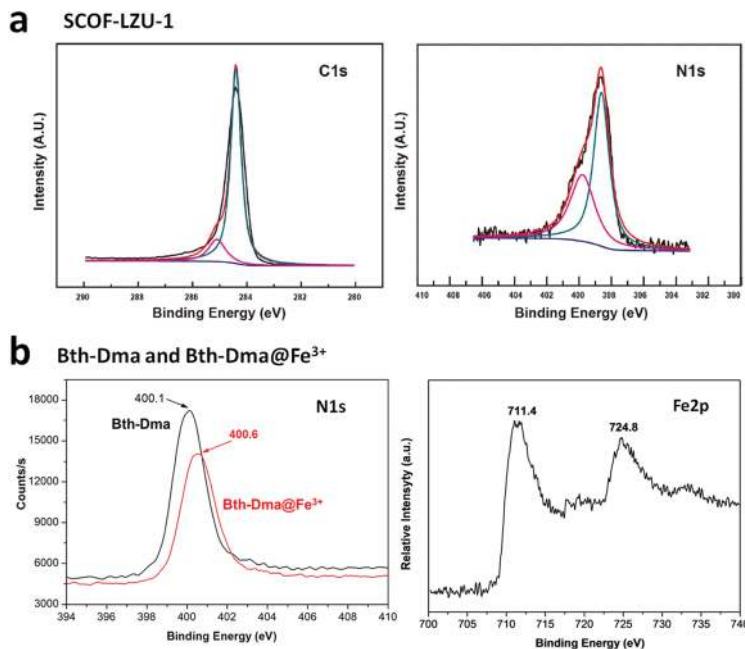 a SCOF-LZU-1
C1s
Intensity (A.U.)
290 288 286 284 282 280
Binding Energy (eV)
N1s
Intensity (A.U.)
410 408 406 404 402 400 398 396 394 392 390
Binding Energy (eV)
b Bth-Dma and Bth-Dma@Fe³⁺
N1s
400.1
Bth-Dma
400.6
Bth-Dma@Fe³⁺
Counts/s
18000
15000
12000
9000
6000
3000
394 396 398 400 402 404 406 408 410
Binding Energy (eV)
Fe2p
711.4
724.8
Relative Intensyty (a.u.)
700 705 710 715 720 725 730 735 740
Binding Energy (eV)